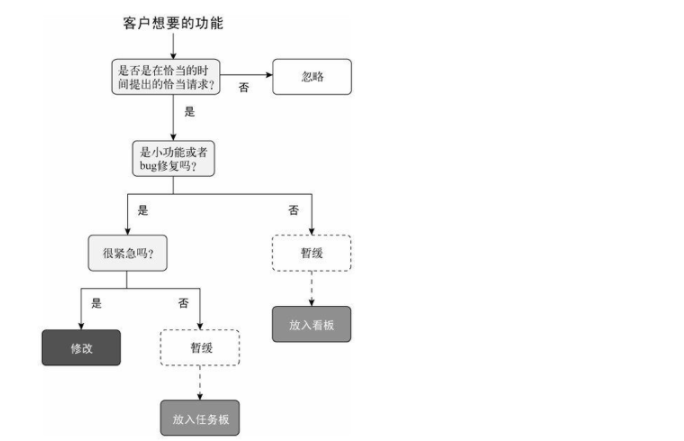 客户想要的功能
是否是在恰当的时
间提出的恰当请求?
否
忽略
是
是小功能或者
bug修复吗?
是
否
很紧急吗?
暂缓
是
否
放入看板
修改
暂缓
放入任务板